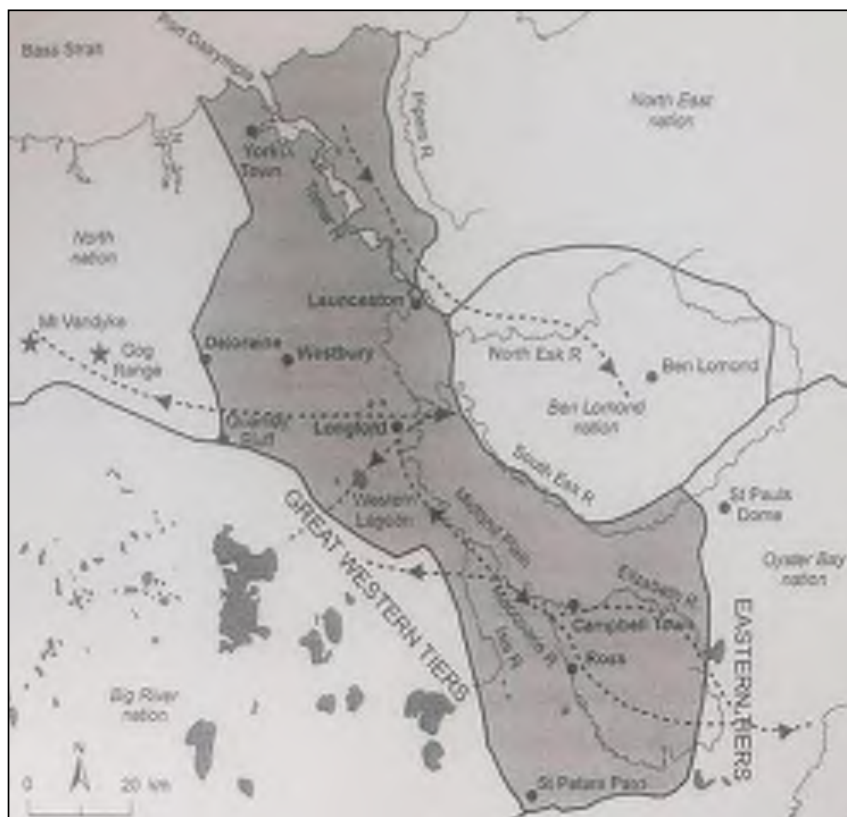 Bass Strait
Port Dalrymple
Pipers R
North East
nation
York
Town
Tamar
North
nation
Launceston
Mt Vandyke
Gog
Range
Deloraine
Westbury
North Esk R
Ben Lomond
Ben Lomond
nation
Quamby
Bluff
Longford
South Esk R
Western
Lagoon
Midland Plain
St Pauls
Dome
GREAT WESTERN TIERS
Oyster Bay
nation
Elizabeth R
Macquarie R
Campbell Town
Isis R
Ross
EASTERN TIERS
Big River
nation
N
0 20 km
St Peters Pass